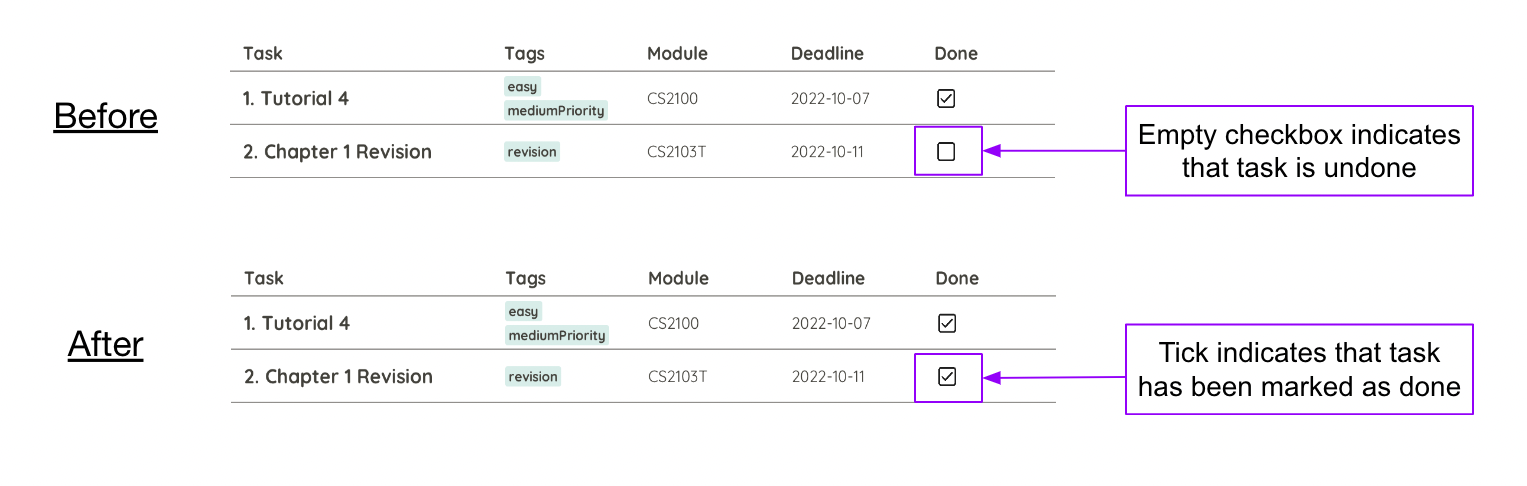 Before
Task Tags Module Deadline Done
1. Tutorial 4 easy mediumPriority CS2100 2022-10-07
2. Chapter 1 Revision revision CS2103T 2022-10-11
Empty checkbox indicates
that task is undone
After
Task Tags Module Deadline Done
1. Tutorial 4 easy mediumPriority CS2100 2022-10-07
2. Chapter 1 Revision revision CS2103T 2022-10-11
Tick indicates that task
has been marked as done